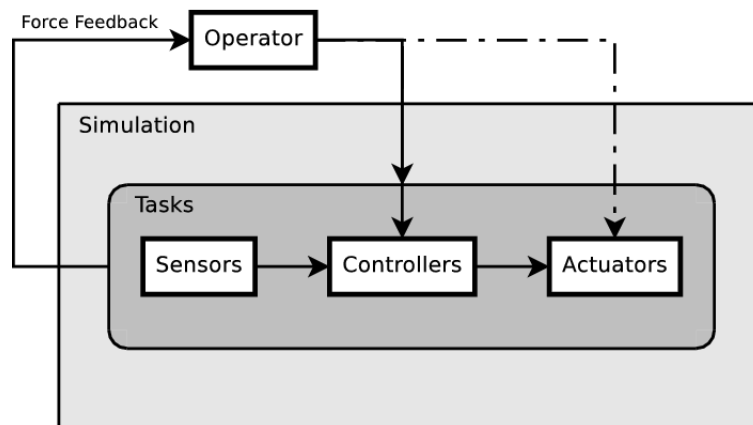 Force Feedback
Operator
Simulation
Tasks
Sensors
Controllers
Actuators